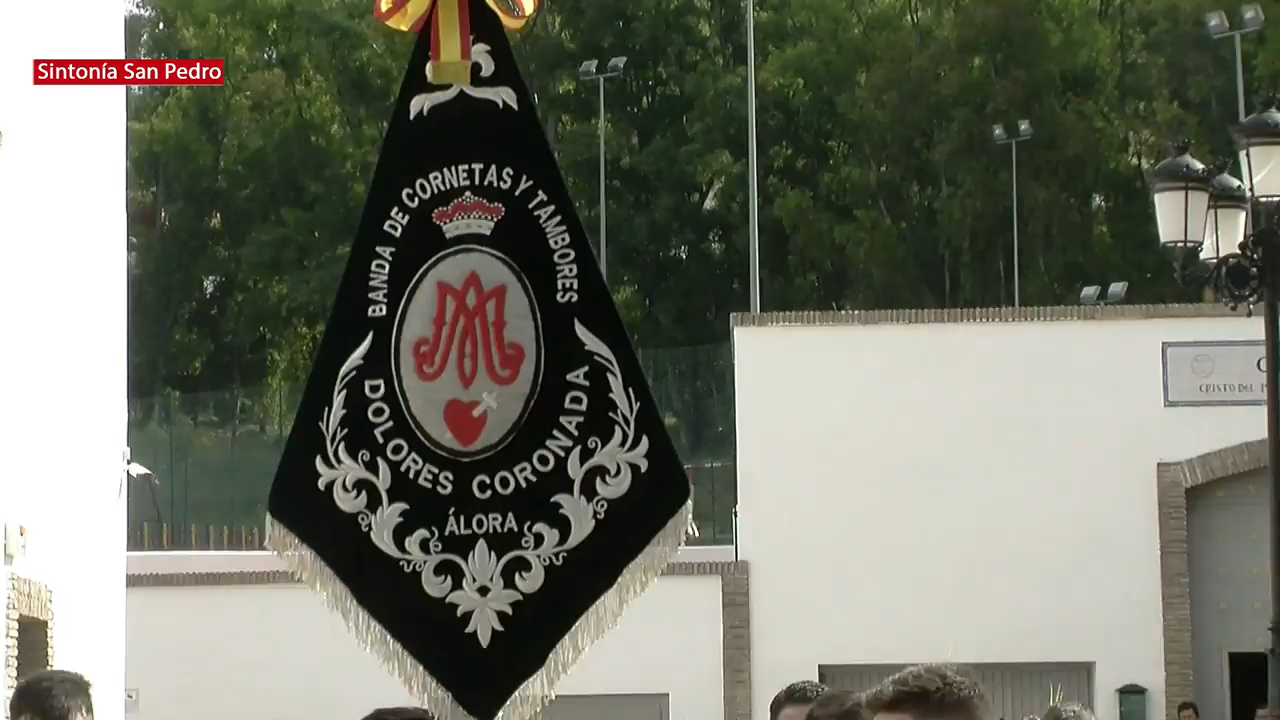 Sintonía San Pedro
BANDA DE CORNETAS Y TAMBORES
DOLORES CORONADA
ÁLORA
CRISTO DEL